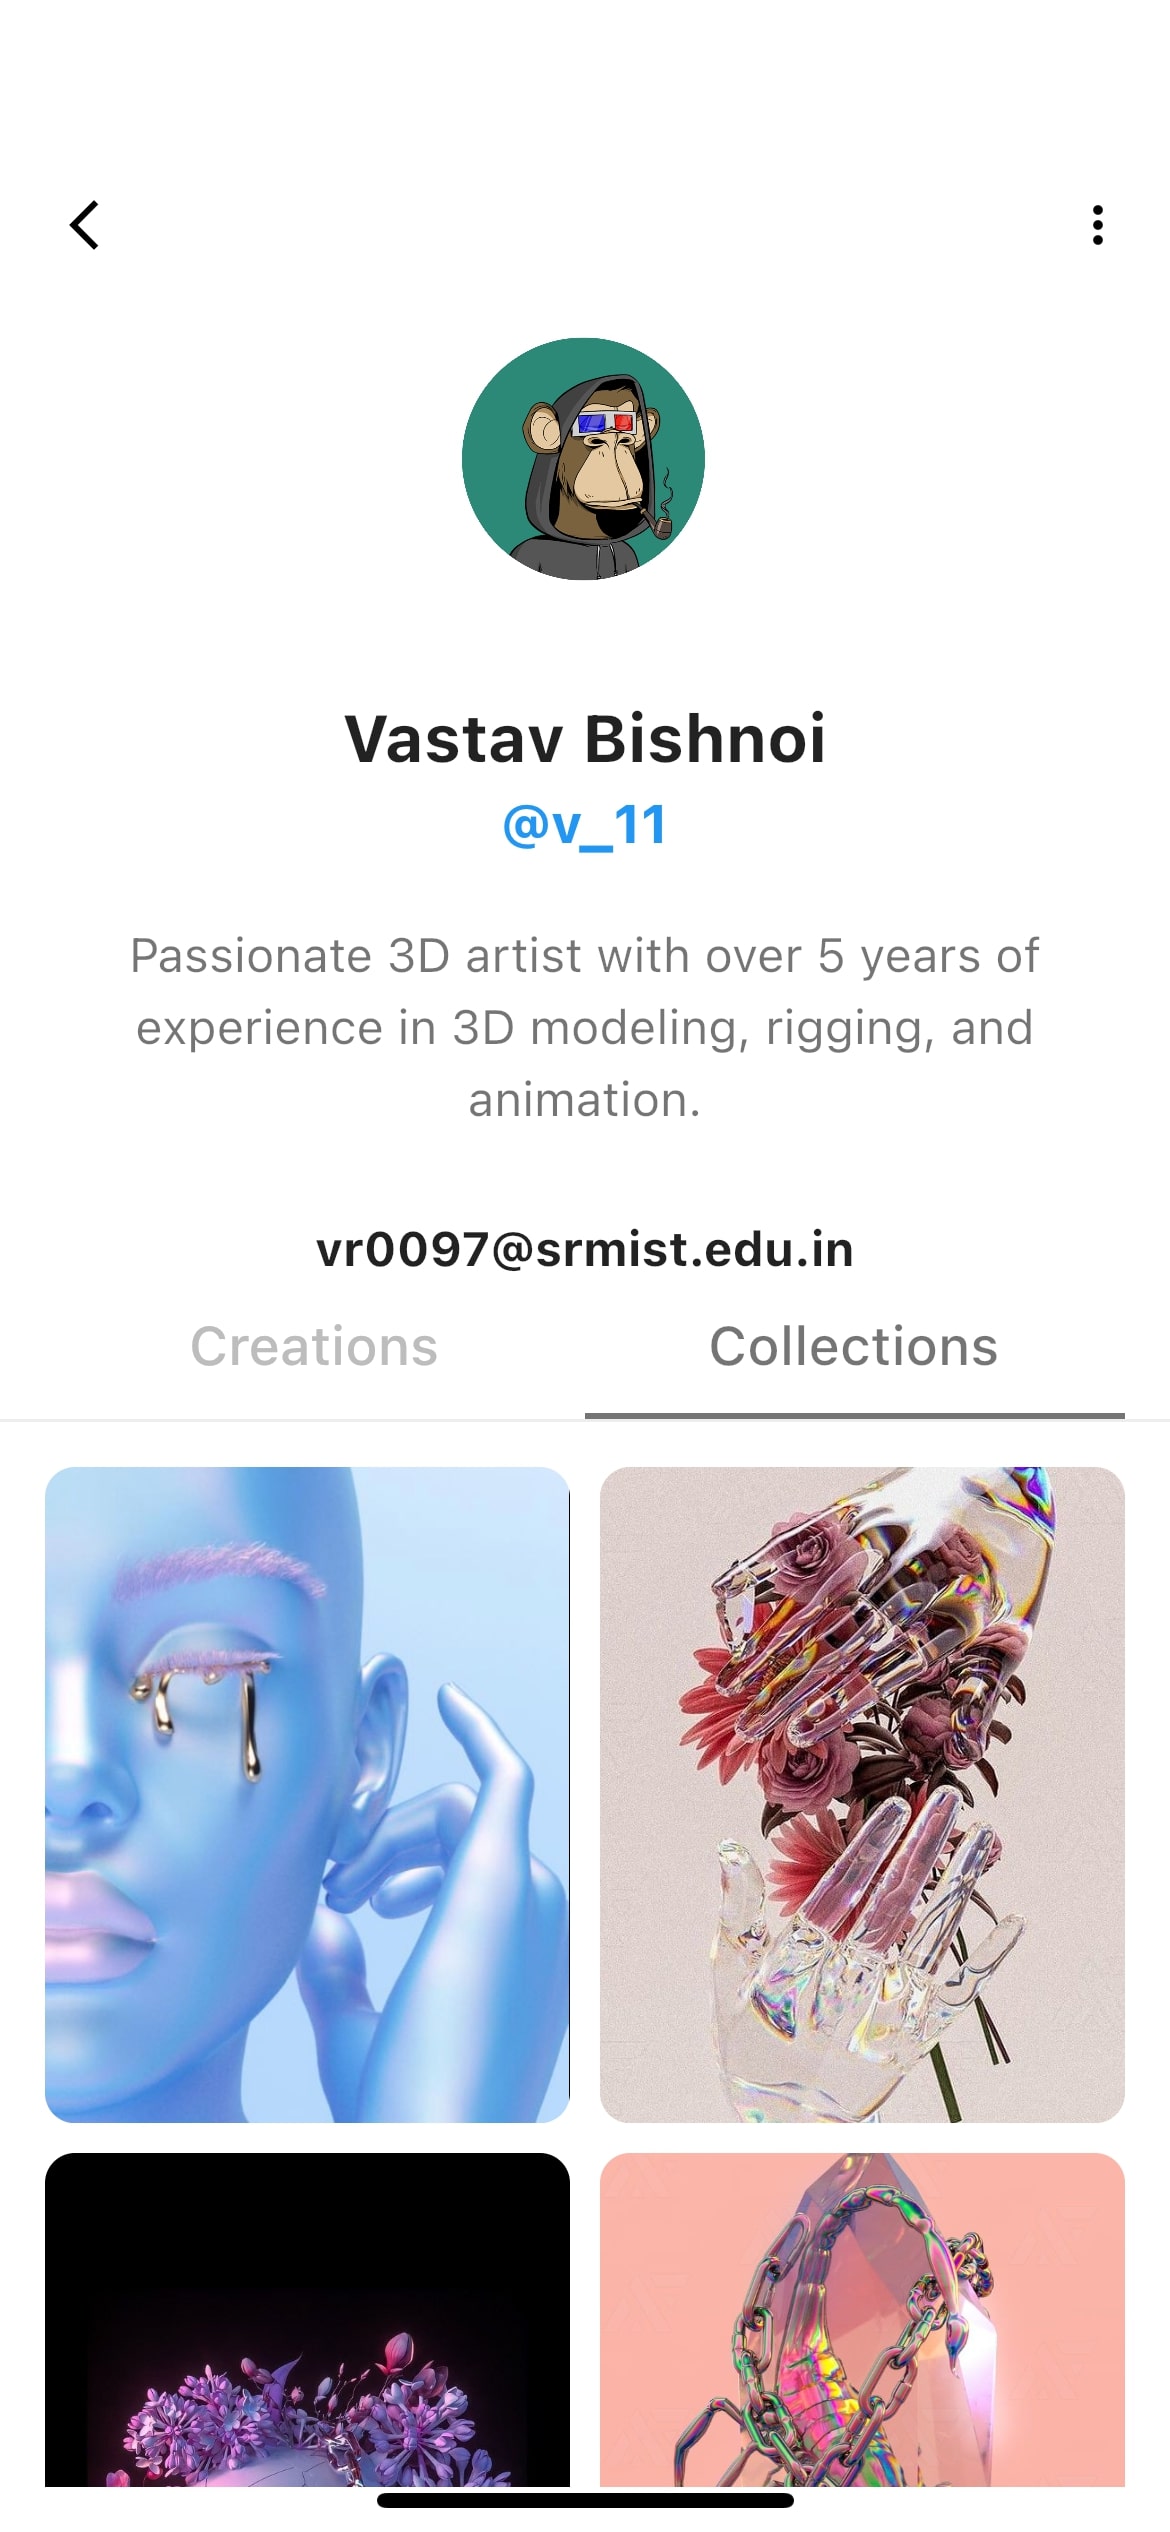 Vastav Bishnoi
@v_11
Passionate 3D artist with over 5 years of
experience in 3D modeling, rigging, and
animation.
vr0097@srmist.edu.in
Creations
Collections